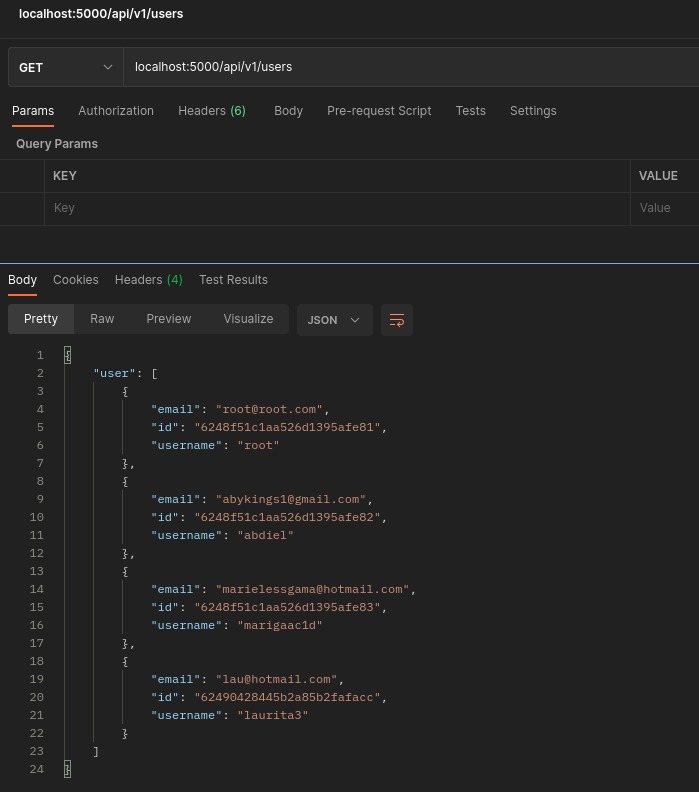 localhost:5000/api/v1/users
GET localhost:5000/api/v1/users
Params Authorization Headers (6) Body Pre-request Script Tests Settings
Query Params
KEY VALUE
Key Value
Body Cookies Headers (4) Test Results
Pretty Raw Preview Visualize JSON
1 {
2 "user": [
3 {
4 "email": "root@root.com",
5 "id": "6248f51c1aa526d1395afe81",
6 "username": "root"
7 },
8 {
9 "email": "abykings1@gmail.com",
10 "id": "6248f51c1aa526d1395afe82",
11 "username": "abdiel"
12 },
13 {
14 "email": "marielessgama@hotmail.com",
15 "id": "6248f51c1aa526d1395afe83",
16 "username": "marigaac1d"
17 },
18 {
19 "email": "lau@hotmail.com",
20 "id": "62490428445b2a85b2fafacc",
21 "username": "laurita3"
22 }
23 ]
24 }